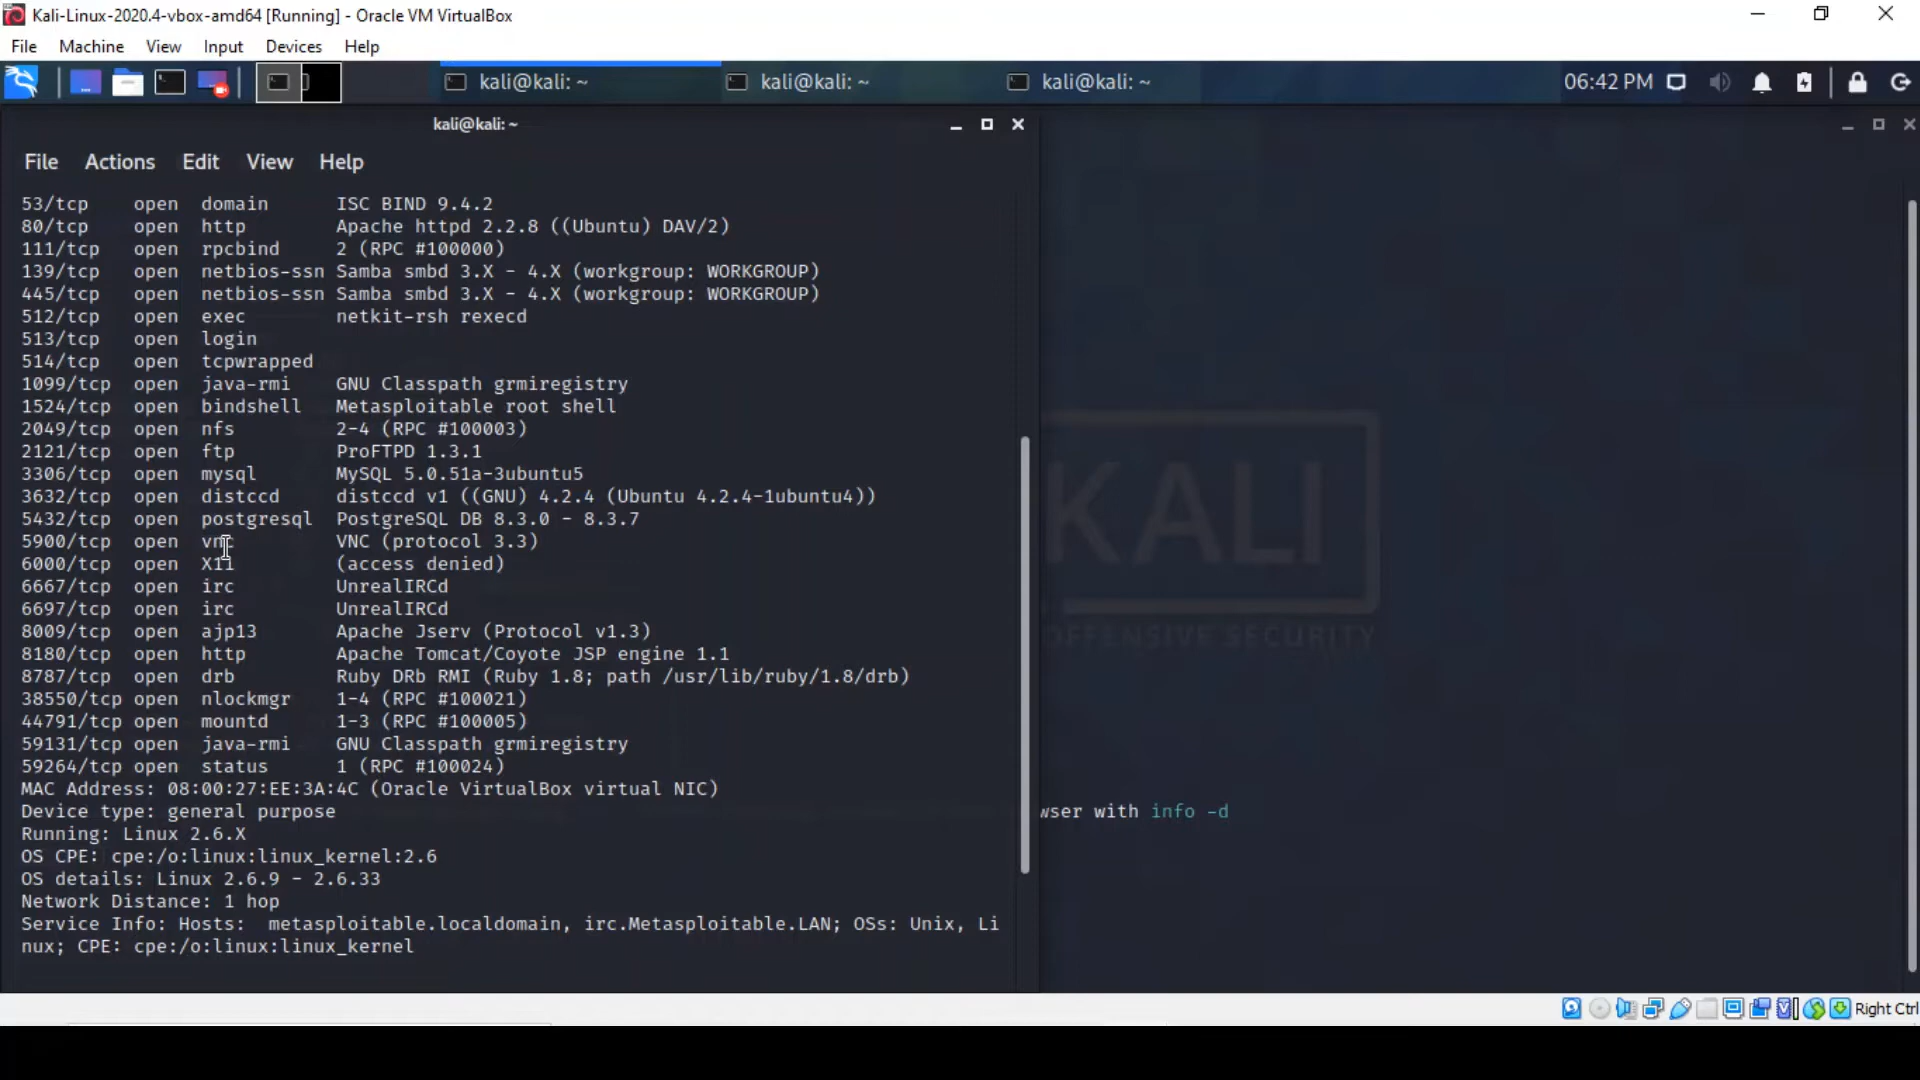 Kali-Linux-2020.4-vbox-amd64 [Running] - Oracle VM VirtualBox
File Machine View Input Devices Help
kali@kali: ~ kali@kali: ~ kali@kali: ~ 06:42 PM
kali@kali: ~
File Actions Edit View Help
53/tcp open domain ISC BIND 9.4.2
80/tcp open http Apache httpd 2.2.8 ((Ubuntu) DAV/2)
111/tcp open rpcbind 2 (RPC #100000)
139/tcp open netbios-ssn Samba smbd 3.X - 4.X (workgroup: WORKGROUP)
445/tcp open netbios-ssn Samba smbd 3.X - 4.X (workgroup: WORKGROUP)
512/tcp open exec netkit-rsh rexecd
513/tcp open login
514/tcp open tcpwrapped
1099/tcp open java-rmi GNU Classpath grmiregistry
1524/tcp open bindshell Metasploitable root shell
2049/tcp open nfs 2-4 (RPC #100003)
2121/tcp open ftp ProFTPD 1.3.1
3306/tcp open mysql MySQL 5.0.51a-3ubuntu5
3632/tcp open distccd distccd v1 ((GNU) 4.2.4 (Ubuntu 4.2.4-1ubuntu4))
5432/tcp open postgresql PostgreSQL DB 8.3.0 - 8.3.7
5900/tcp open vnc VNC (protocol 3.3)
6000/tcp open X11 (access denied)
6667/tcp open irc UnrealIRCd
6697/tcp open irc UnrealIRCd
8009/tcp open ajp13 Apache Jserv (Protocol v1.3)
8180/tcp open http Apache Tomcat/Coyote JSP engine 1.1
8787/tcp open drb Ruby DRb RMI (Ruby 1.8; path /usr/lib/ruby/1.8/drb)
38550/tcp open nlockmgr 1-4 (RPC #100021)
44791/tcp open mountd 1-3 (RPC #100005)
59131/tcp open java-rmi GNU Classpath grmiregistry
59264/tcp open status 1 (RPC #100024)
MAC Address: 08:00:27:EE:3A:4C (Oracle VirtualBox virtual NIC)
Device type: general purpose
Running: Linux 2.6.X
OS CPE: cpe:/o:linux:linux_kernel:2.6
OS details: Linux 2.6.9 - 2.6.33
Network Distance: 1 hop
Service Info: Hosts: metasploitable.localdomain, irc.Metasploitable.LAN; OSs: Unix, Li
nux; CPE: cpe:/o:linux:linux_kernel
KALI
OFFENSIVE SECURITY
wser with info -d
Right Ctrl